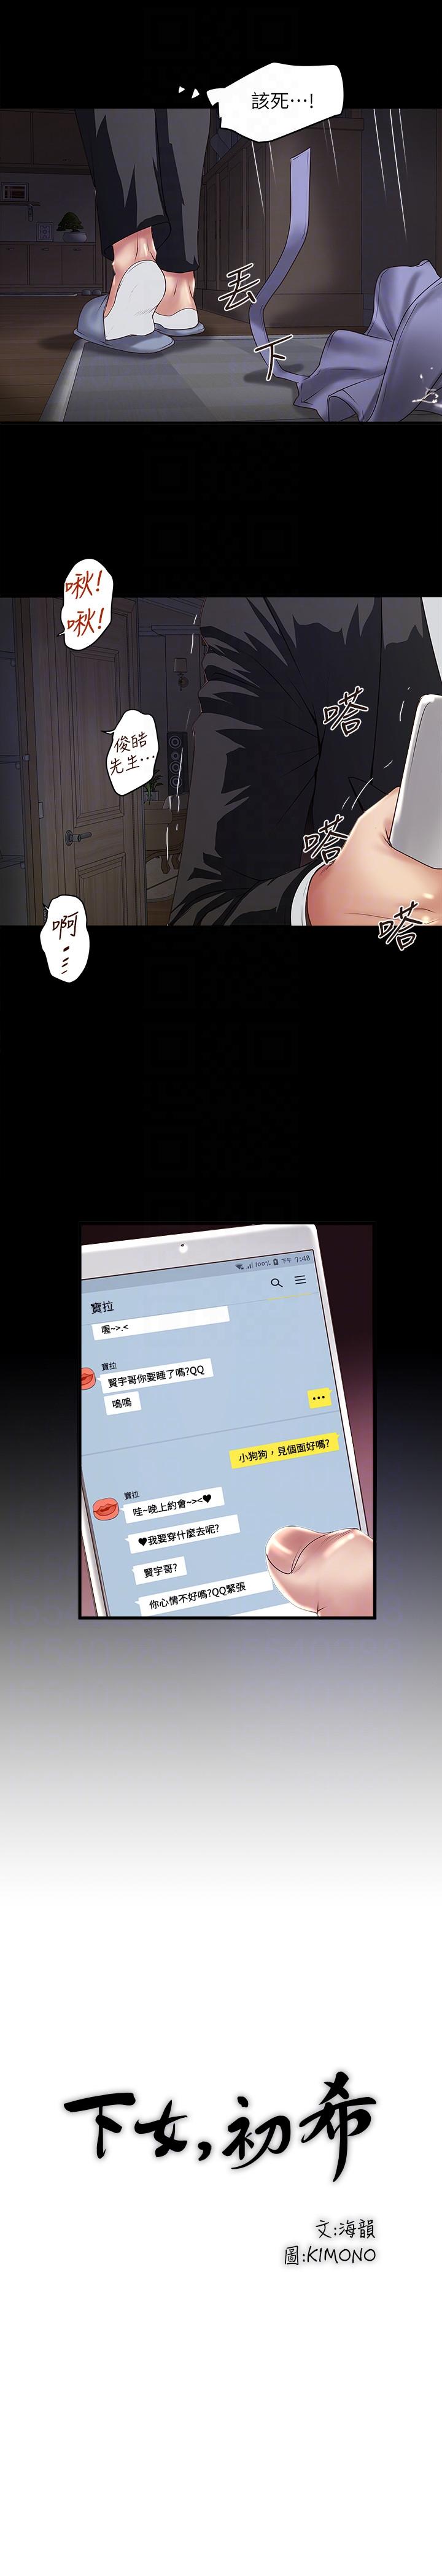 該死…!
丟
下
啾!
啾!
嗒
俊皓
先生…
嗒
嗒
啊
…
100% 下午 9:48
寶拉
喔~>.<
寶拉
賢宇哥你要睡了嗎?QQ
嗚嗚
...
小狗狗，見個面好嗎?
寶拉
哇~晚上約會~><♥
♥我要穿什麼去呢?
賢宇哥?
你心情不好嗎?QQ緊張
下女,初希
文:海韻
圖:KIMONO